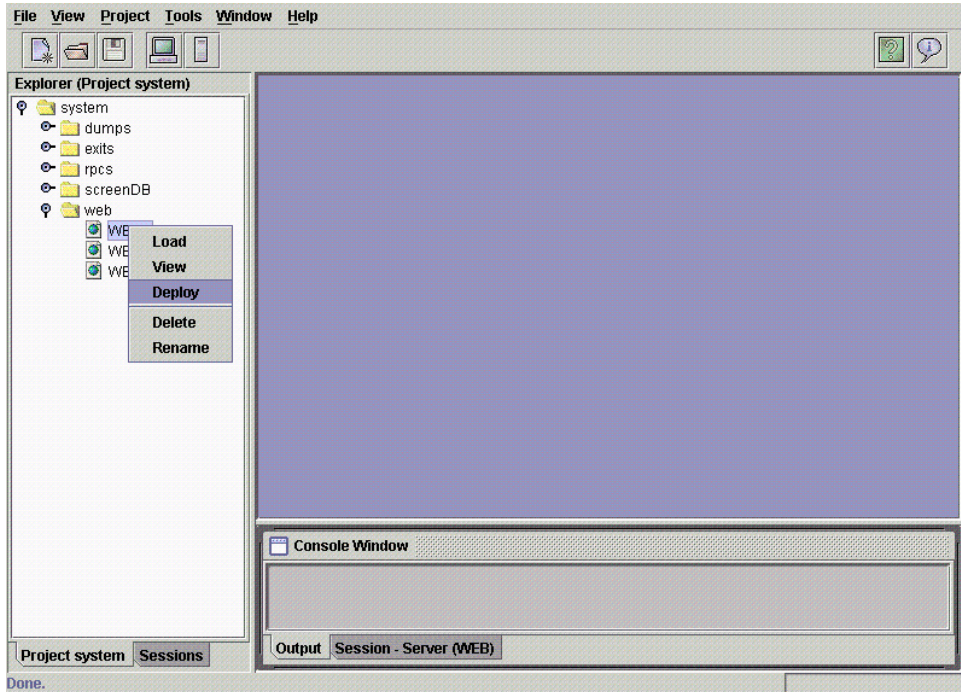 File View Project Tools Window Help
Explorer (Project system)
system
dumps
exits
rpcs
screenDB
web
Load
View
Deploy
Delete
Rename
Console Window
Output Session - Server (WEB)
Project system Sessions
Done.